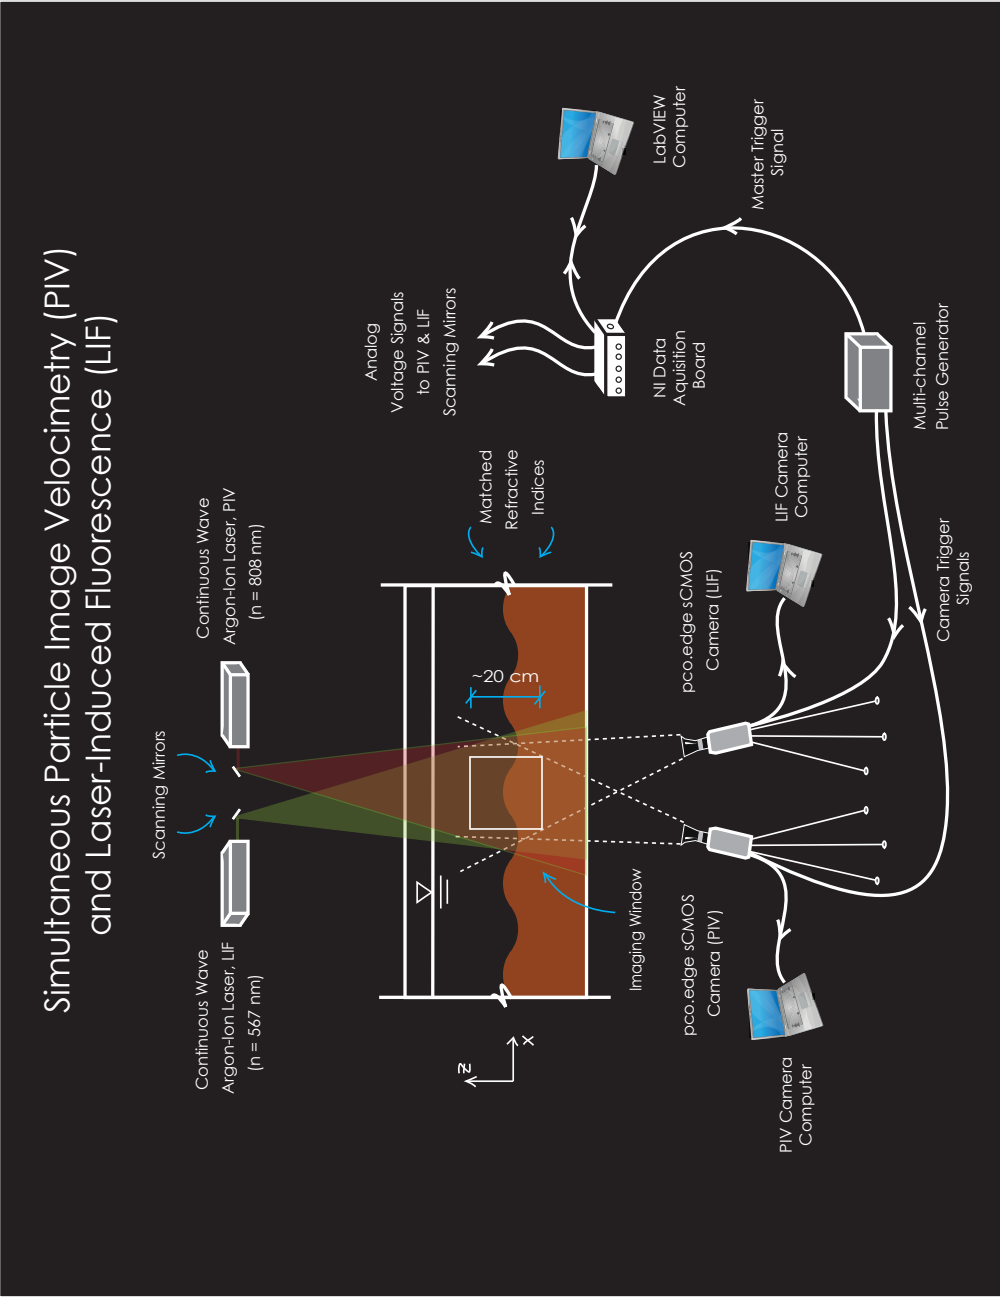 Simultaneous Particle Image Velocimetry (PIV)
and Laser-Induced Fluorescence (LIF)
Continuous Wave
Argon-Ion Laser, LIF
(n = 567 nm)
Scanning Mirrors
Continuous Wave
Argon-Ion Laser, PIV
(n = 808 nm)
Analog
Voltage Signals
to PIV & LIF
Scanning Mirrors
z
x
~20 cm
Matched
Refractive
Indices
Imaging Window
NI Data
Aqusition
Board
LabVIEW
Computer
pco.edge sCMOS
Camera (PIV)
pco.edge sCMOS
Camera (LIF)
Master Trigger
Signal
PIV Camera
Computer
LIF Camera
Computer
Multi-channel
Pulse Generator
Camera Trigger
Signals